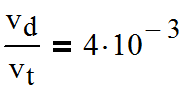 v_d / v_t = 4·10^{-3}